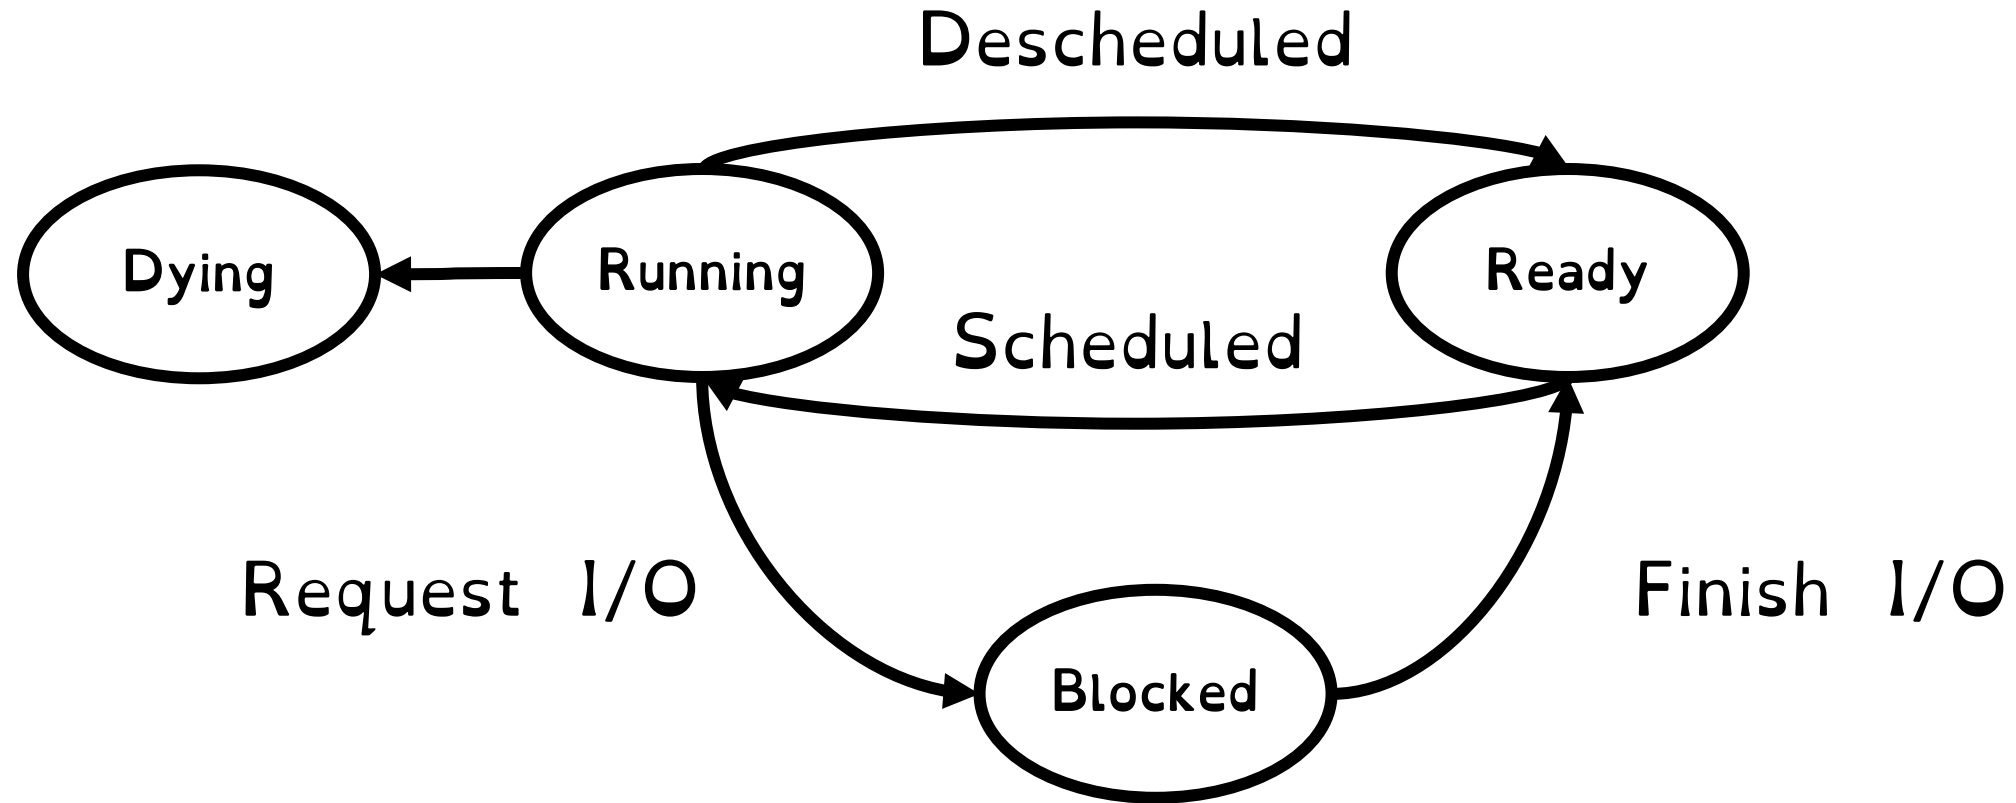 Descheduled
Dying
Running
Ready
Scheduled
Request I/O
Finish I/O
Blocked